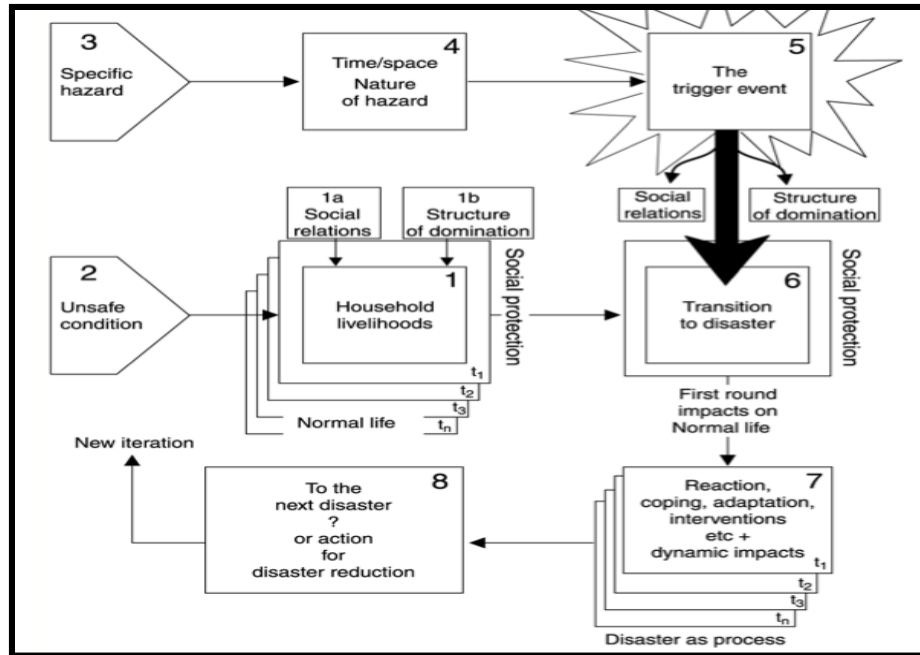 3
Specific
hazard
4
Time/space
Nature
of hazard
5
The
trigger event
Social
relations
Structure
of domination
1a
Social
relations
1b
Structure
of domination
2
Unsafe
condition
1
Household
livelihoods
Social protection
t1
t2
t3
tn
Normal life
6
Transition
to disaster
Social protection
First round
impacts on
Normal life
7
Reaction,
coping, adaptation,
interventions
etc +
dynamic impacts
t1
t2
t3
tn
Disaster as process
8
To the
next disaster
?
or action
for
disaster reduction
New iteration